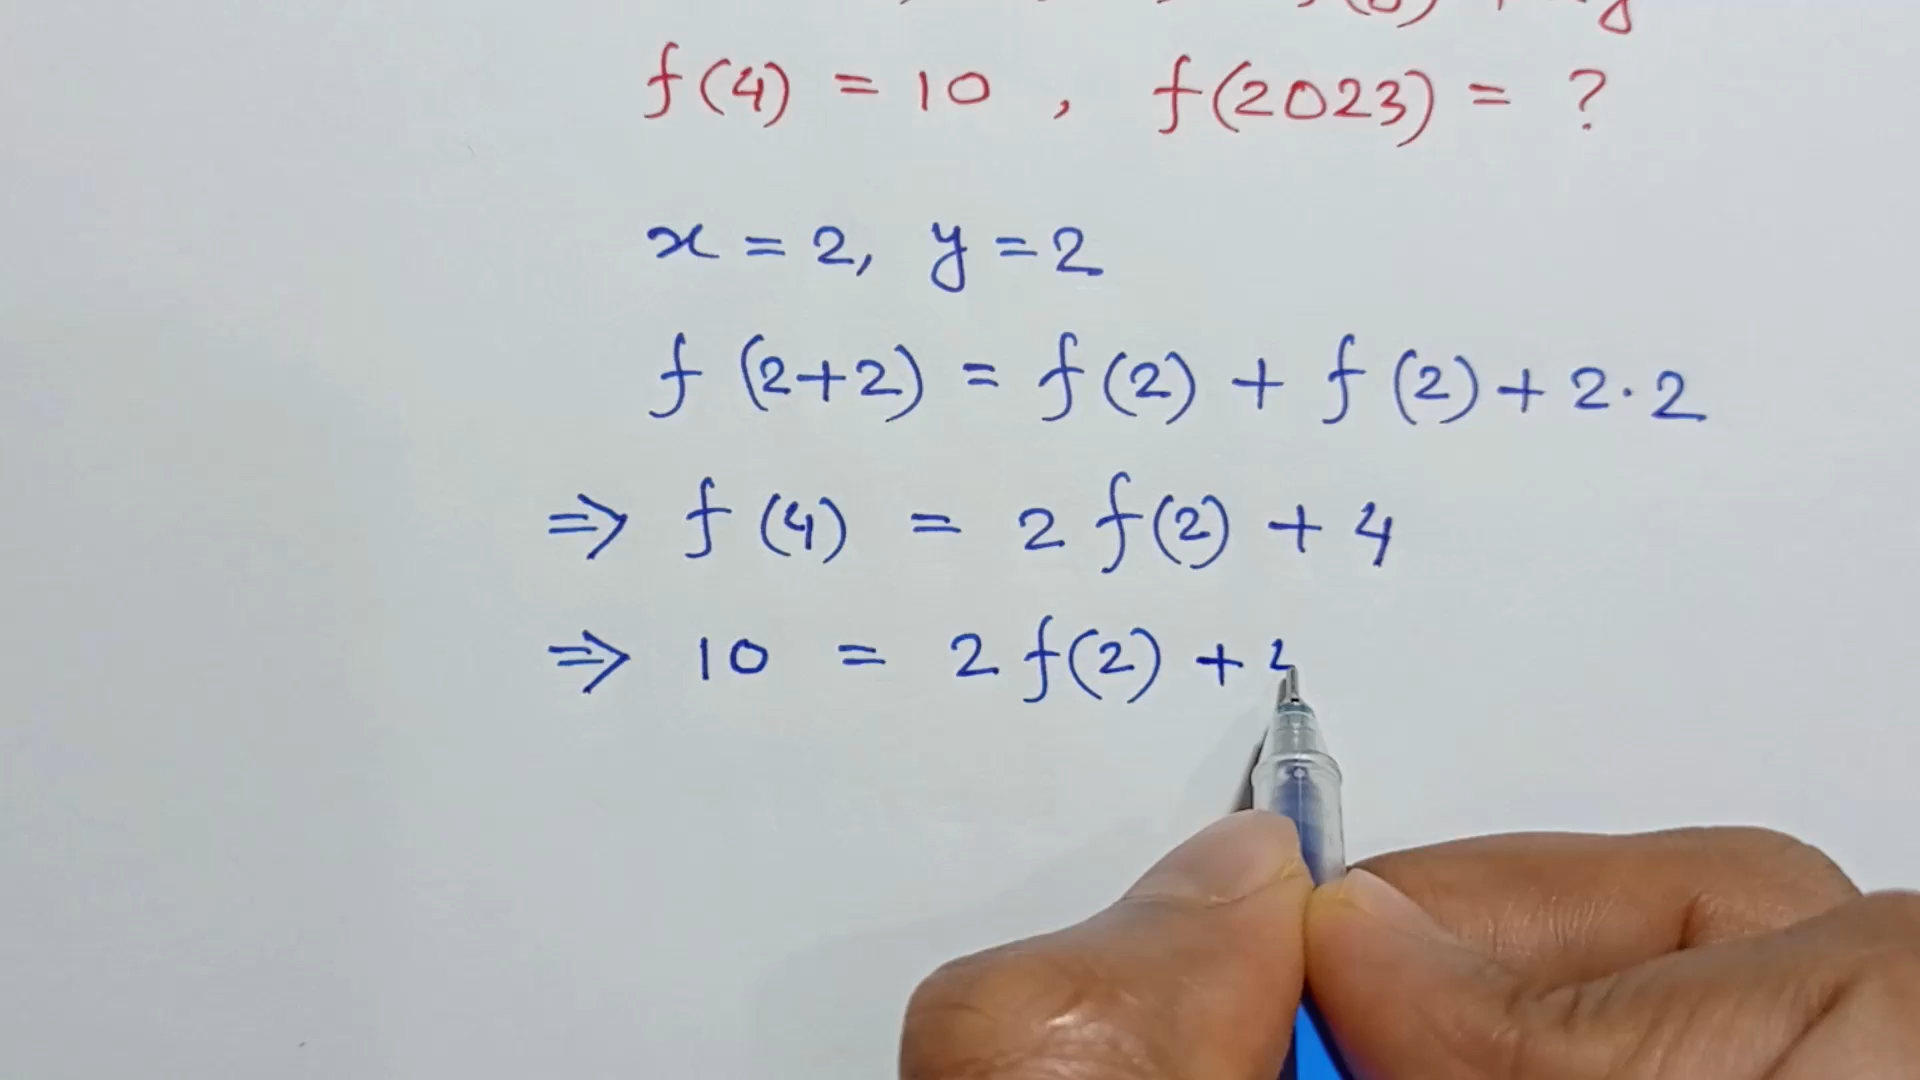 f(4) = 10 , f(2023) = ?
x = 2, y = 2
f (2+2) = f(2) + f(2) + 2·2
⇒ f(4) = 2 f(2) + 4
⇒ 10 = 2 f(2) +